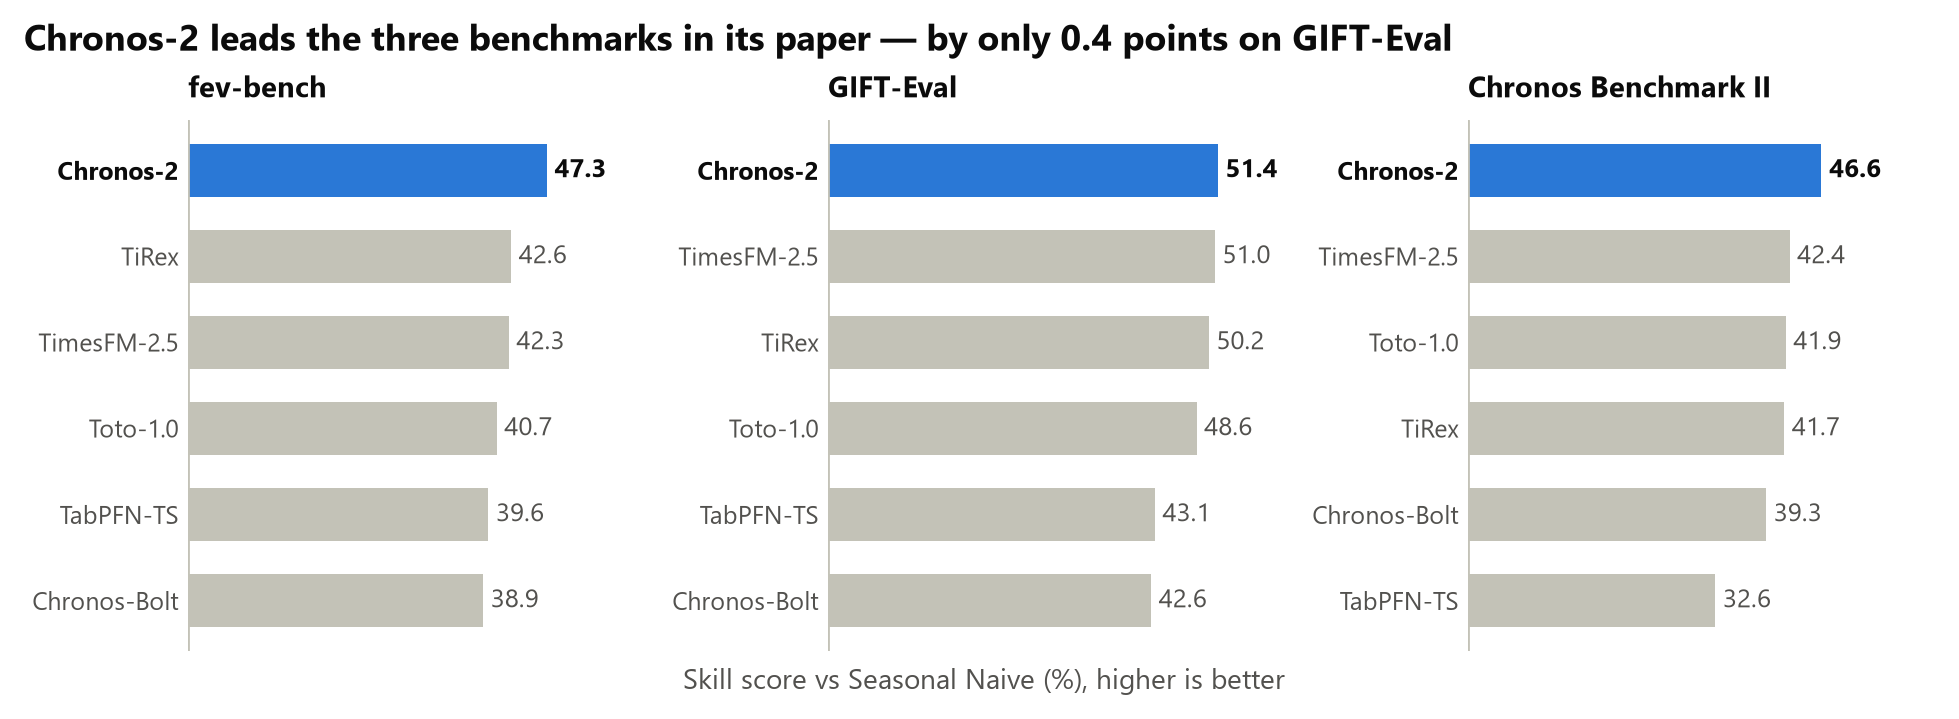 Chronos-2 leads the three benchmarks in its paper — by only 0.4 points on GIFT-Eval
fev-bench
Chronos-2 47.3
TiRex 42.6
TimesFM-2.5 42.3
Toto-1.0 40.7
TabPFN-TS 39.6
Chronos-Bolt 38.9
GIFT-Eval
Chronos-2 51.4
TimesFM-2.5 51.0
TiRex 50.2
Toto-1.0 48.6
TabPFN-TS 43.1
Chronos-Bolt 42.6
Chronos Benchmark II
Chronos-2 46.6
TimesFM-2.5 42.4
Toto-1.0 41.9
TiRex 41.7
Chronos-Bolt 39.3
TabPFN-TS 32.6
Skill score vs Seasonal Naive (%), higher is better